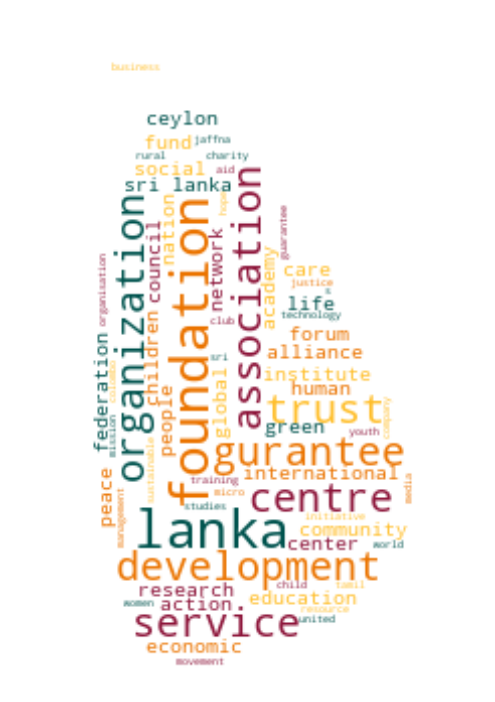 business
ceylon
fund
jaffna
rural
charity
social
aid
sri lanka
organization
foundation
association
nation
council
hope
network
guarantee
academy
care
justice
s
life
technology
organisation
children
club
forum
alliance
federation
sri
institute
colombo
people
global
human
trust
company
green
youth
mission
gurantee
sustainable
international
peace
management
training
micro
centre
media
studies
lanka
initiative
community
center
world
development
child
tamil
research
education
women
action
resource
service
united
economic
movement